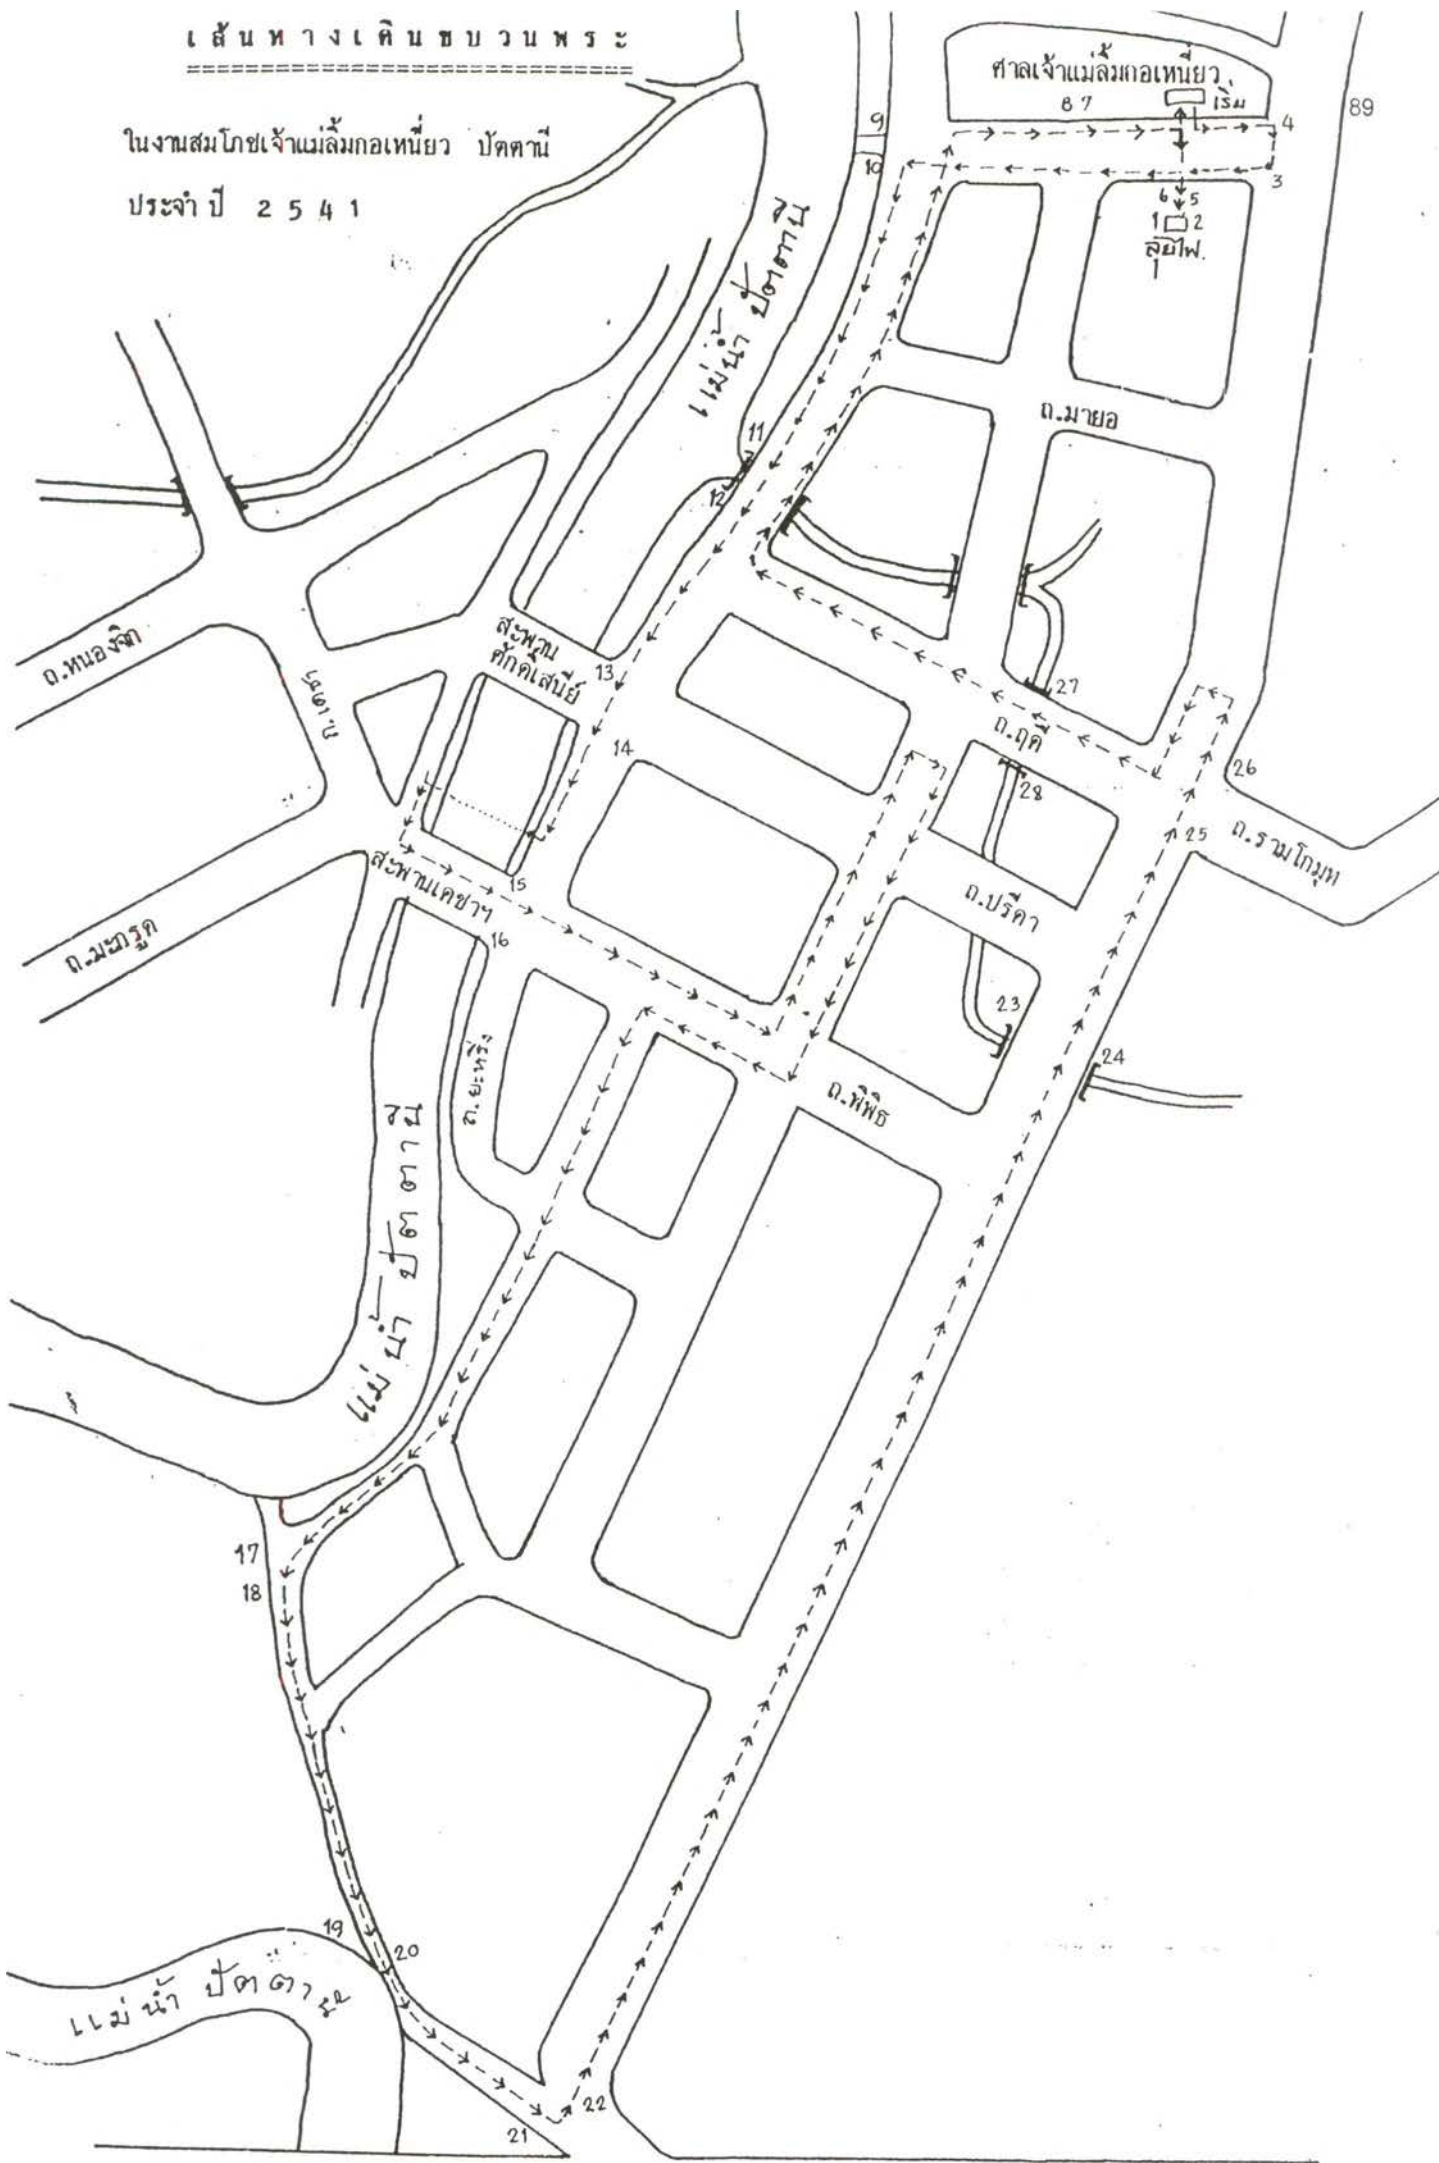 เส้นทางเดินขบวนพระ
ในงานสมโภชเจ้าแม่ลิ้มกอเหนี่ยว ปัตตานี
ประจำปี 2541
ศาลเจ้าแม่ลิ้มกอเหนี่ยว
87
เริ่ม
4
89
9
10
3
6 5
1 2
ลุยไฟ.
แม่น้ำ ปัตตานี
ถ.มายอ
11
12
สะพาน
ศักดิ์เสนีย์
13
ถ.หนองจิก
27
ถ.ฤดี
14
26
28
25
ถ.รามโกมุท
15
สะพานเดชาฯ
ถ.ปรีดา
ถ.มะกรูด
16
23
24
ถ.ยะหริ่ง
ถ.พิพิธ
แม่น้ำ ปัตตานี
17
18
19
20
แม่น้ำ ปัตตานี
22
21